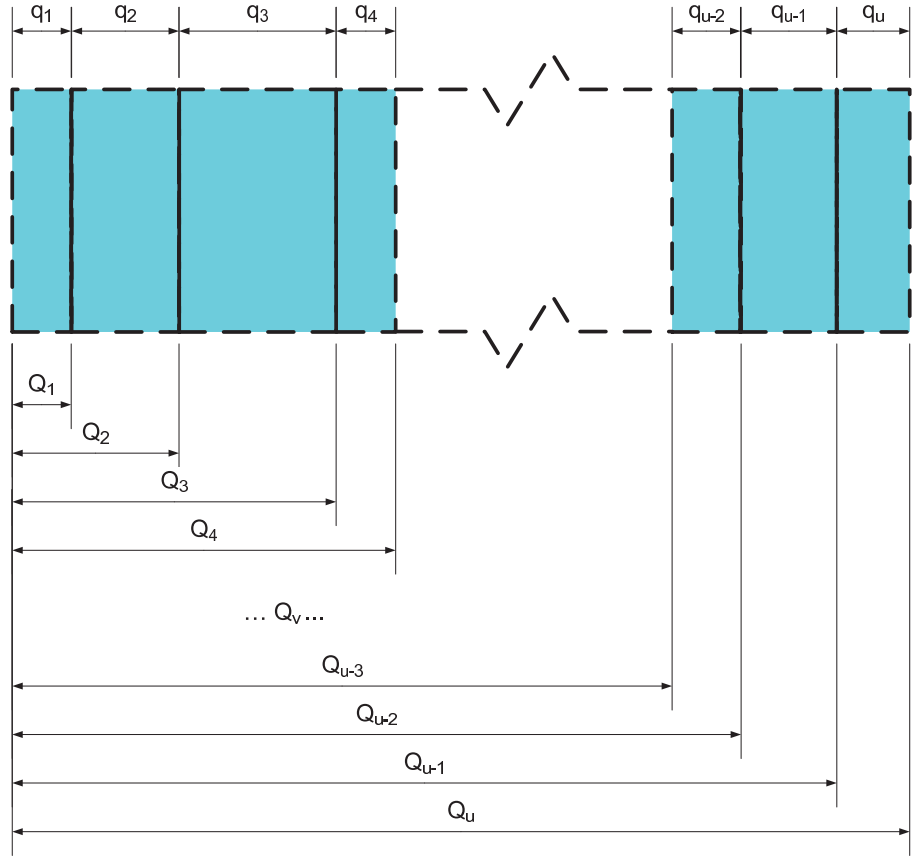 q₁ q₂ q₃ q₄ qᵤ₋₂ qᵤ₋₁ qᵤ
Q₁
Q₂
Q₃
Q₄
... Qᵥ ...
Qᵤ₋₃
Qᵤ₋₂
Qᵤ₋₁
Qᵤ